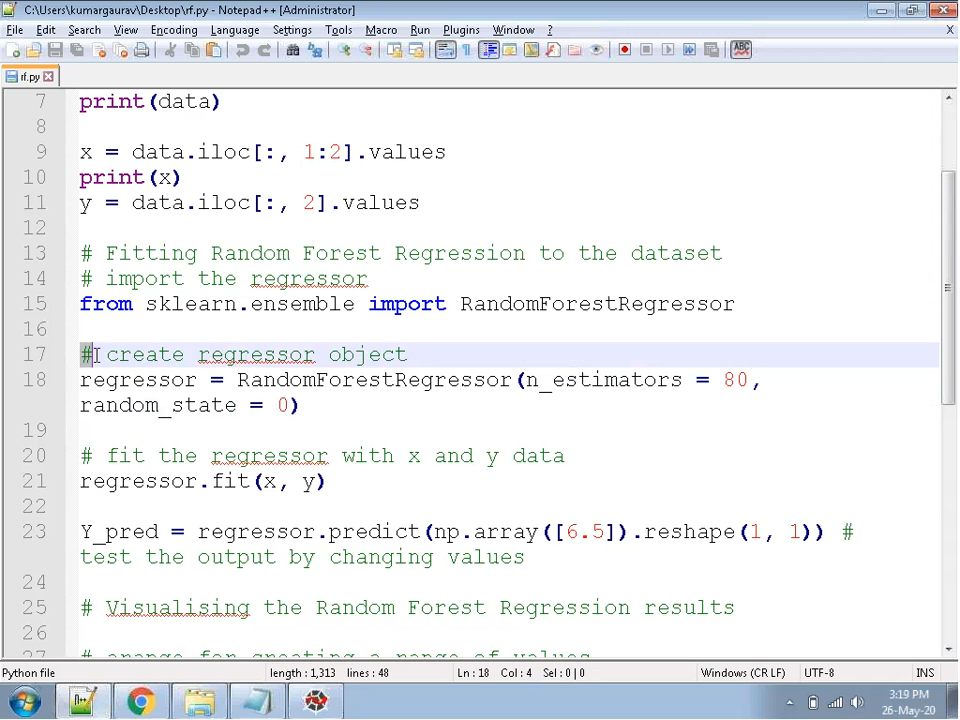 C:\Users\kumargaurav\Desktop\rf.py - Notepad++ [Administrator]
File Edit Search View Encoding Language Settings Tools Macro Run Plugins Window ? X
rf.py
7 print(data)
8
9 x = data.iloc[:, 1:2].values
10 print(x)
11 y = data.iloc[:, 2].values
12
13 # Fitting Random Forest Regression to the dataset
14 # import the regressor
15 from sklearn.ensemble import RandomForestRegressor
16
17 # create regressor object
18 regressor = RandomForestRegressor(n_estimators = 80,
random_state = 0)
19
20 # fit the regressor with x and y data
21 regressor.fit(x, y)
22
23 Y_pred = regressor.predict(np.array([6.5]).reshape(1, 1)) #
test the output by changing values
24
25 # Visualising the Random Forest Regression results
26
27 # arange for creating a range of values
Python file length : 1,313 lines : 48 Ln : 18 Col : 4 Sel : 0 | 0 Windows (CR LF) UTF-8 INS
3:19 PM
26-May-20